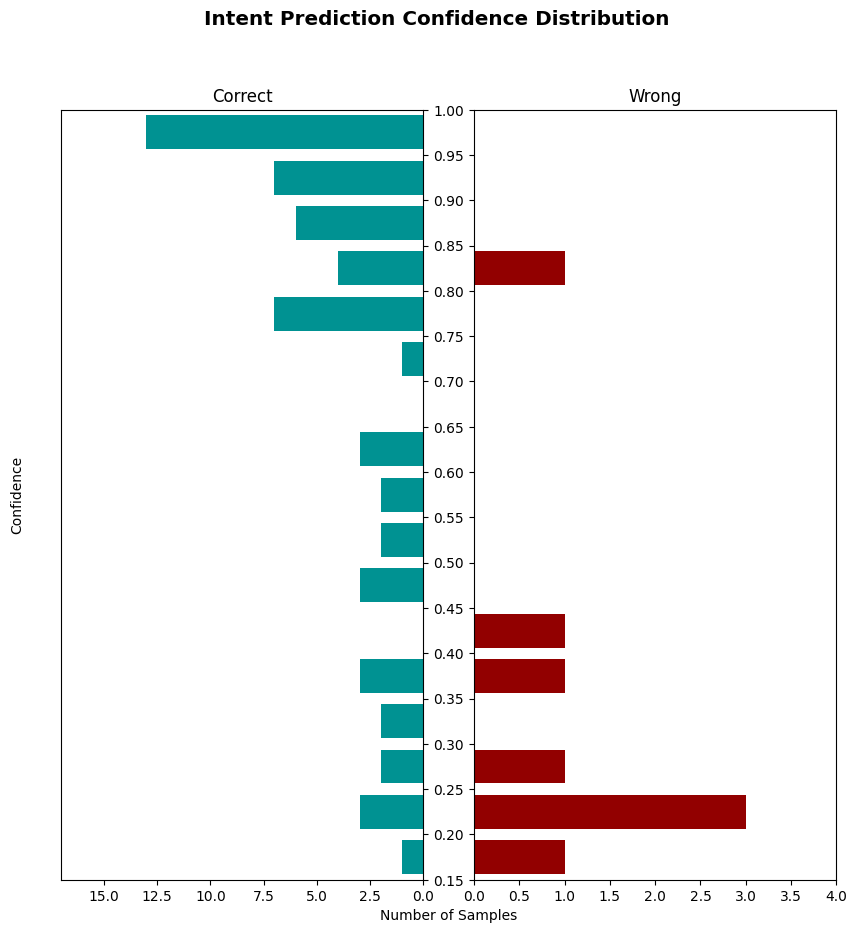 Intent Prediction Confidence Distribution
Correct
Wrong
1.00
0.95
0.90
0.85
0.80
0.75
0.70
0.65
0.60
0.55
0.50
0.45
0.40
0.35
0.30
0.25
0.20
0.15
Confidence
15.0 12.5 10.0 7.5 5.0 2.5 0.0
0.0 0.5 1.0 1.5 2.0 2.5 3.0 3.5 4.0
Number of Samples